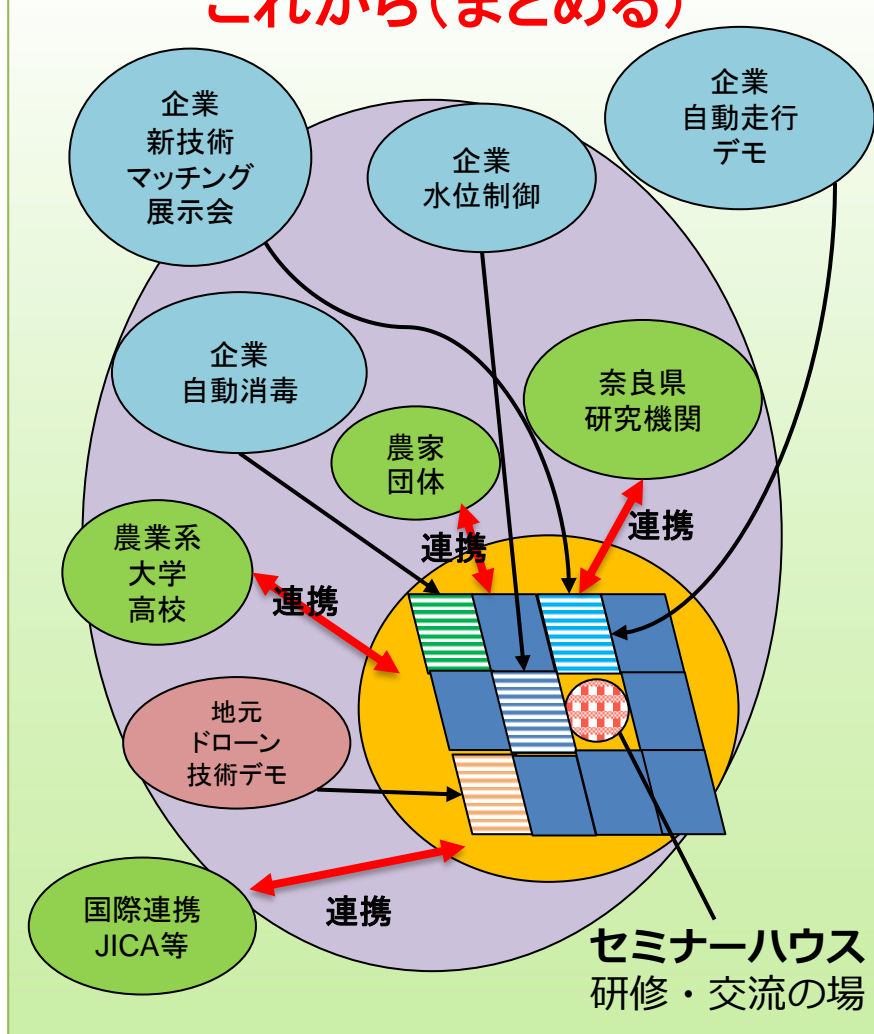 これから（まとめる）
企業
新技術
マッチング
展示会
企業
水位制御
企業
自動走行
デモ
企業
自動消毒
農家
団体
奈良県
研究機関
連携
連携
農業系
大学
高校
連携
地元
ドローン
技術デモ
国際連携
JICA等
連携
セミナーハウス
研修・交流の場